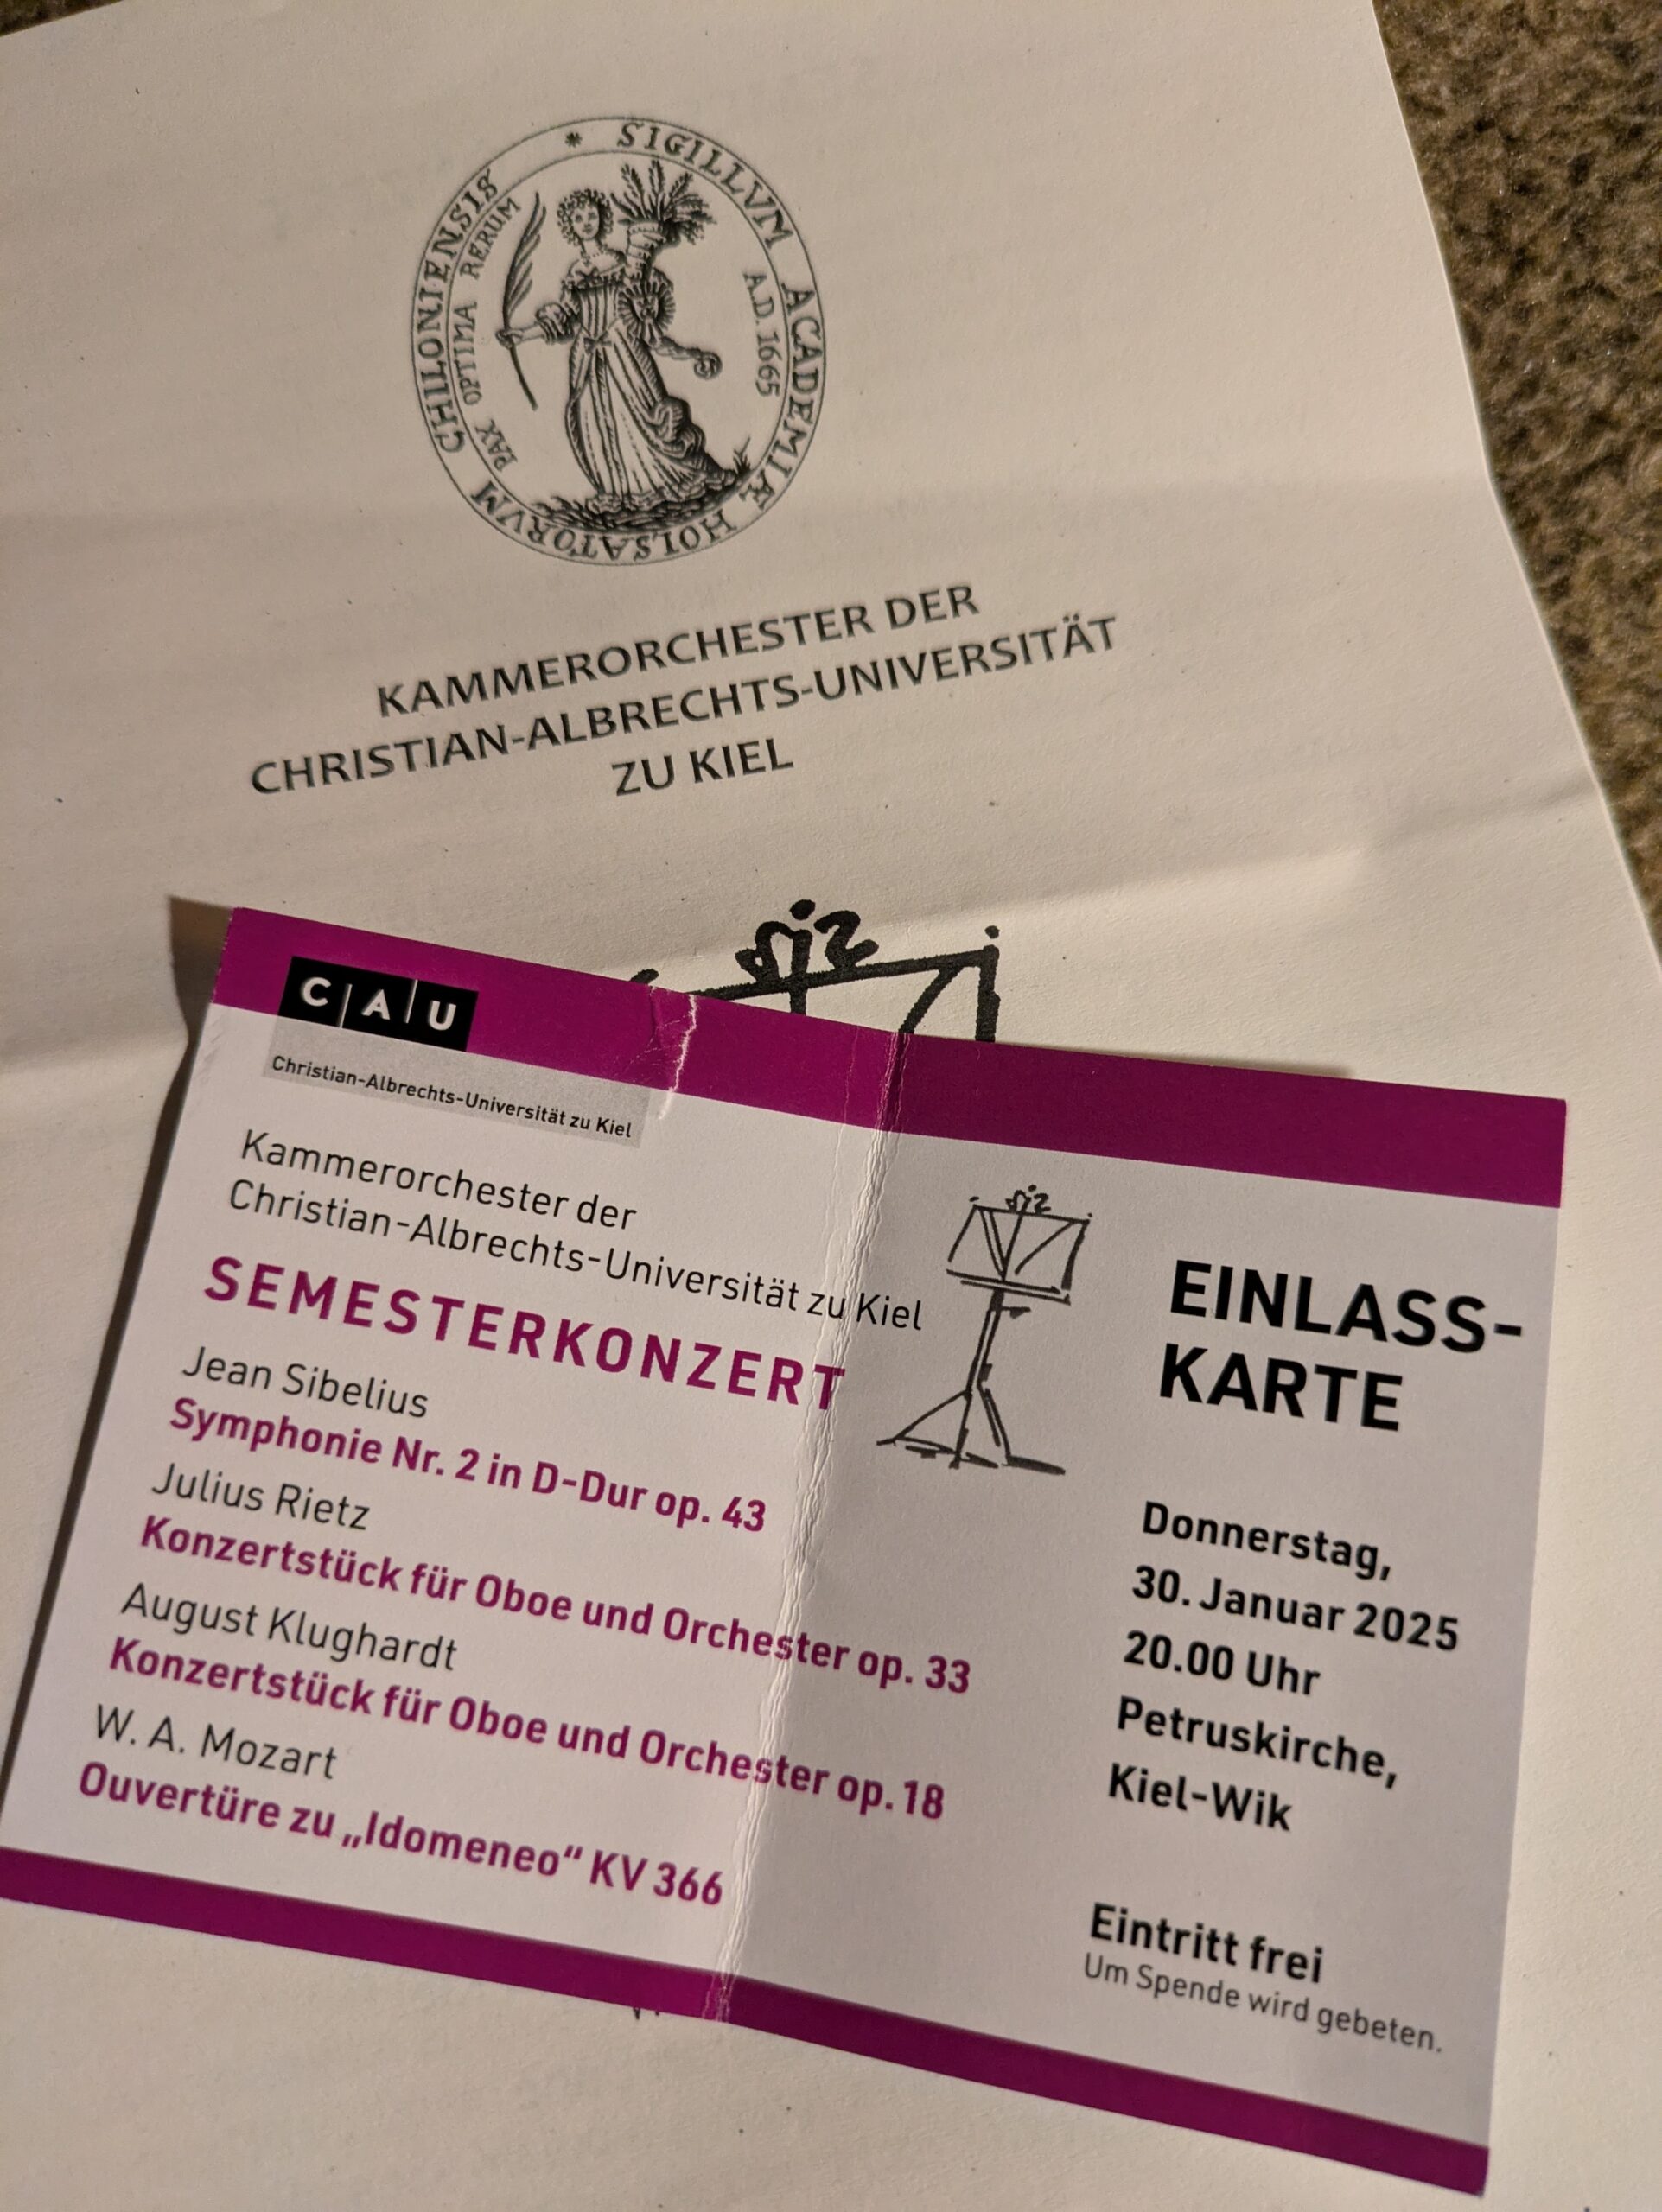 * SIGILLVM ACADEMIÆ HOLSATORVM CHILONIENSIS
PAX OPTIMA RERUM
A.D. 1665
KAMMERORCHESTER DER
CHRISTIAN-ALBRECHTS-UNIVERSITÄT
ZU KIEL
C|A|U
Christian-Albrechts-Universität zu Kiel
Kammerorchester der
Christian-Albrechts-Universität zu Kiel
SEMESTERKONZERT
Jean Sibelius
Symphonie Nr. 2 in D-Dur op. 43
Julius Rietz
Konzertstück für Oboe und Orchester op. 33
August Klughardt
Konzertstück für Oboe und Orchester op. 18
W. A. Mozart
Ouvertüre zu „Idomeneo“ KV 366
EINLASS-
KARTE
Donnerstag,
30. Januar 2025
20.00 Uhr
Petruskirche,
Kiel-Wik
Eintritt frei
Um Spende wird gebeten.